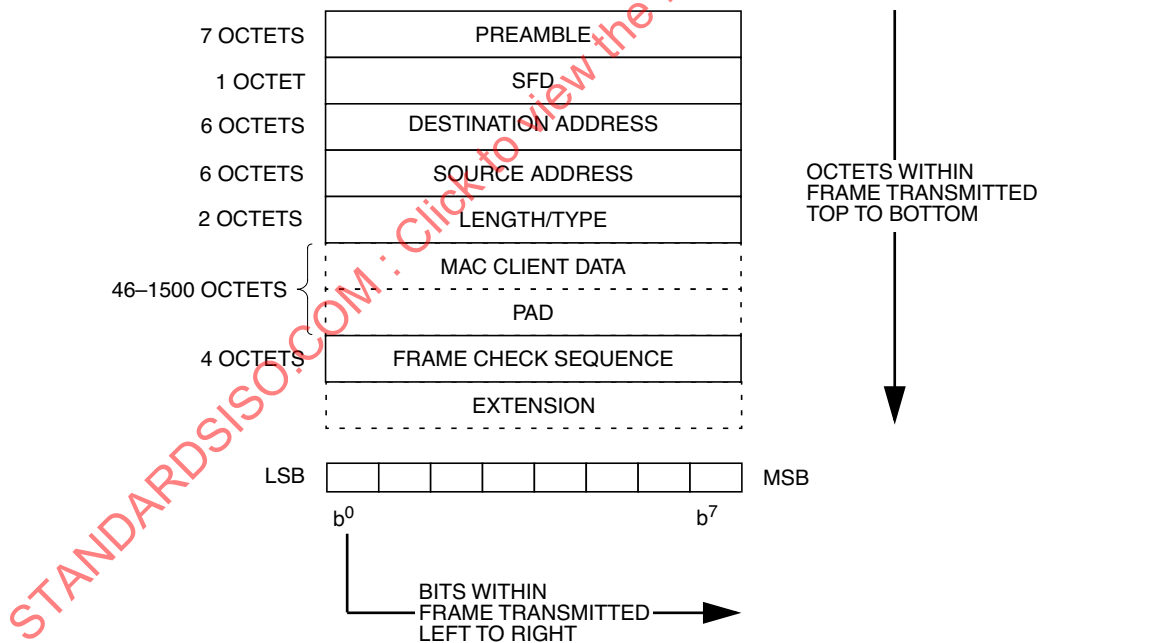 7 OCTETS PREAMBLE
1 OCTET SFD
6 OCTETS DESTINATION ADDRESS
6 OCTETS SOURCE ADDRESS
2 OCTETS LENGTH/TYPE
MAC CLIENT DATA
46–1500 OCTETS
PAD
4 OCTETS FRAME CHECK SEQUENCE
EXTENSION
OCTETS WITHIN
FRAME TRANSMITTED
TOP TO BOTTOM
LSB MSB
b0 b7
BITS WITHIN
FRAME TRANSMITTED
LEFT TO RIGHT
STANDARDSISO.COM : Click to view the